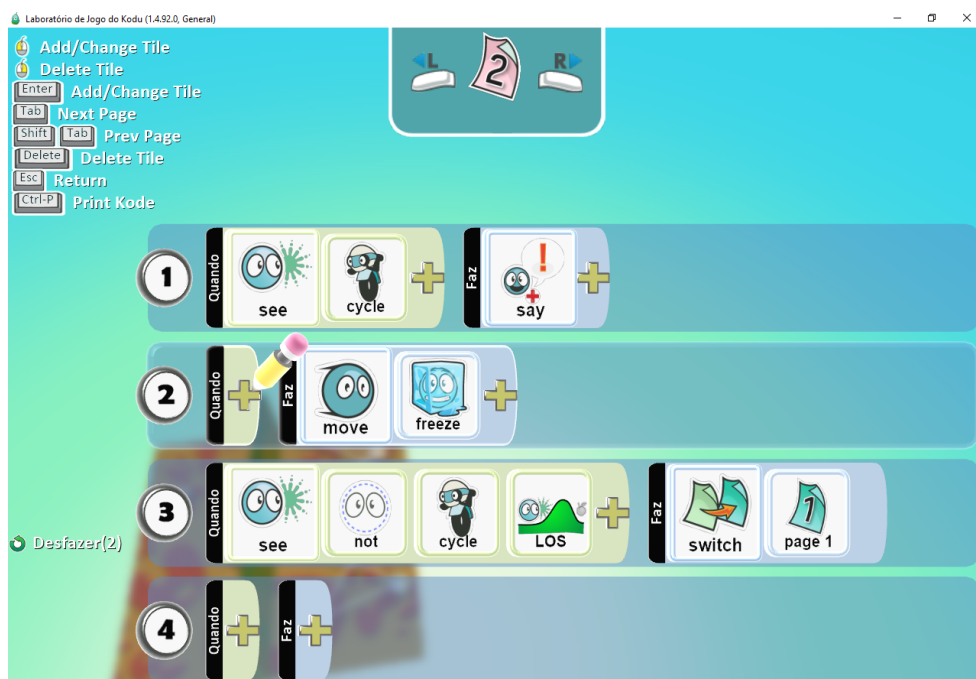 Laboratório de Jogo do Kodu (1.4.92.0, General)
Add/Change Tile
Delete Tile
Enter Add/Change Tile
Tab Next Page
Shift Tab Prev Page
Delete Delete Tile
Esc Return
Ctrl-P Print Kode
L 2 R
1 Quando see cycle Faz say
2 Quando Faz move freeze
3 Quando see not cycle LOS Faz switch 1 page 1
Desfazer(2)
4 Quando Faz